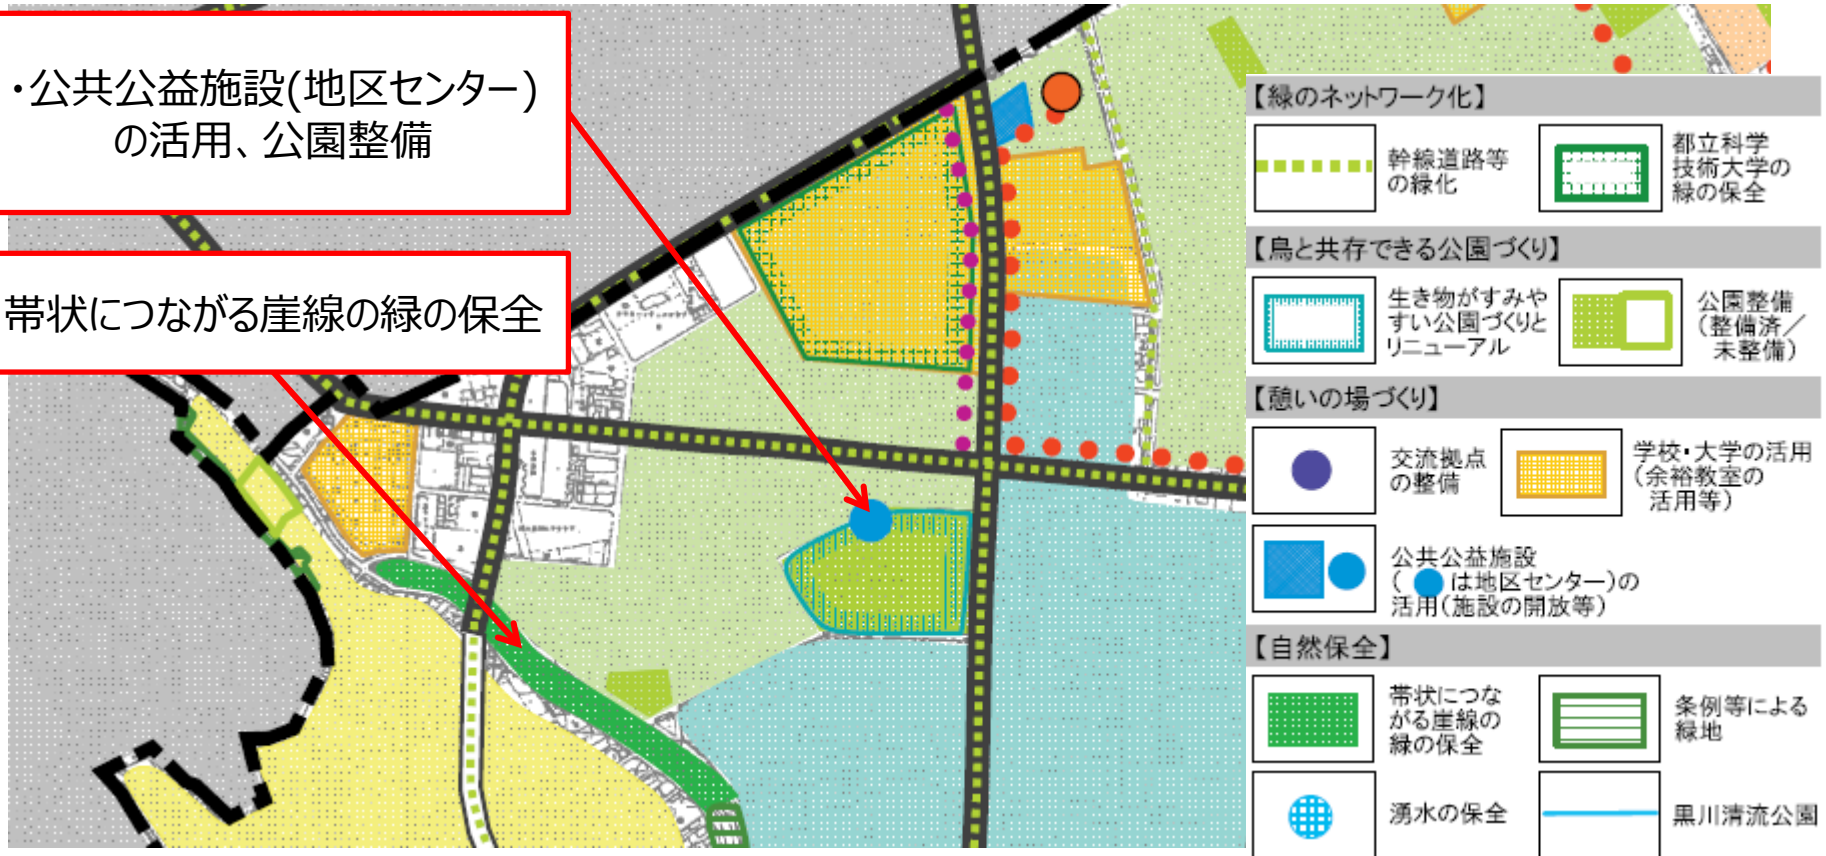 ・公共公益施設(地区センター)
の活用、公園整備
帯状につながる崖線の緑の保全
【緑のネットワーク化】
幹線道路等
の緑化
都立科学
技術大学の
緑の保全
【鳥と共存できる公園づくり】
生き物がすみや
すい公園づくりと
リニューアル
公園整備
(整備済/
未整備)
【憩いの場づくり】
交流拠点
の整備
学校・大学の活用
(余裕教室の
活用等)
公共公益施設
( は地区センター)の
活用(施設の開放等)
【自然保全】
帯状につな
がる崖線の
緑の保全
条例等による
緑地
湧水の保全
黒川清流公園